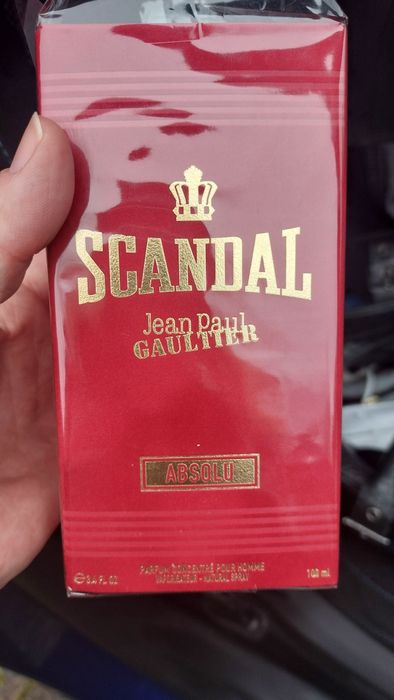 SCANDAL
Jean Paul
GAULTIER
ABSOLU
PARFUM CONCENTRÉ POUR HOMME
℮3.4 FL. OZ VAPORISATEUR - NATURAL SPRAY 100 ml